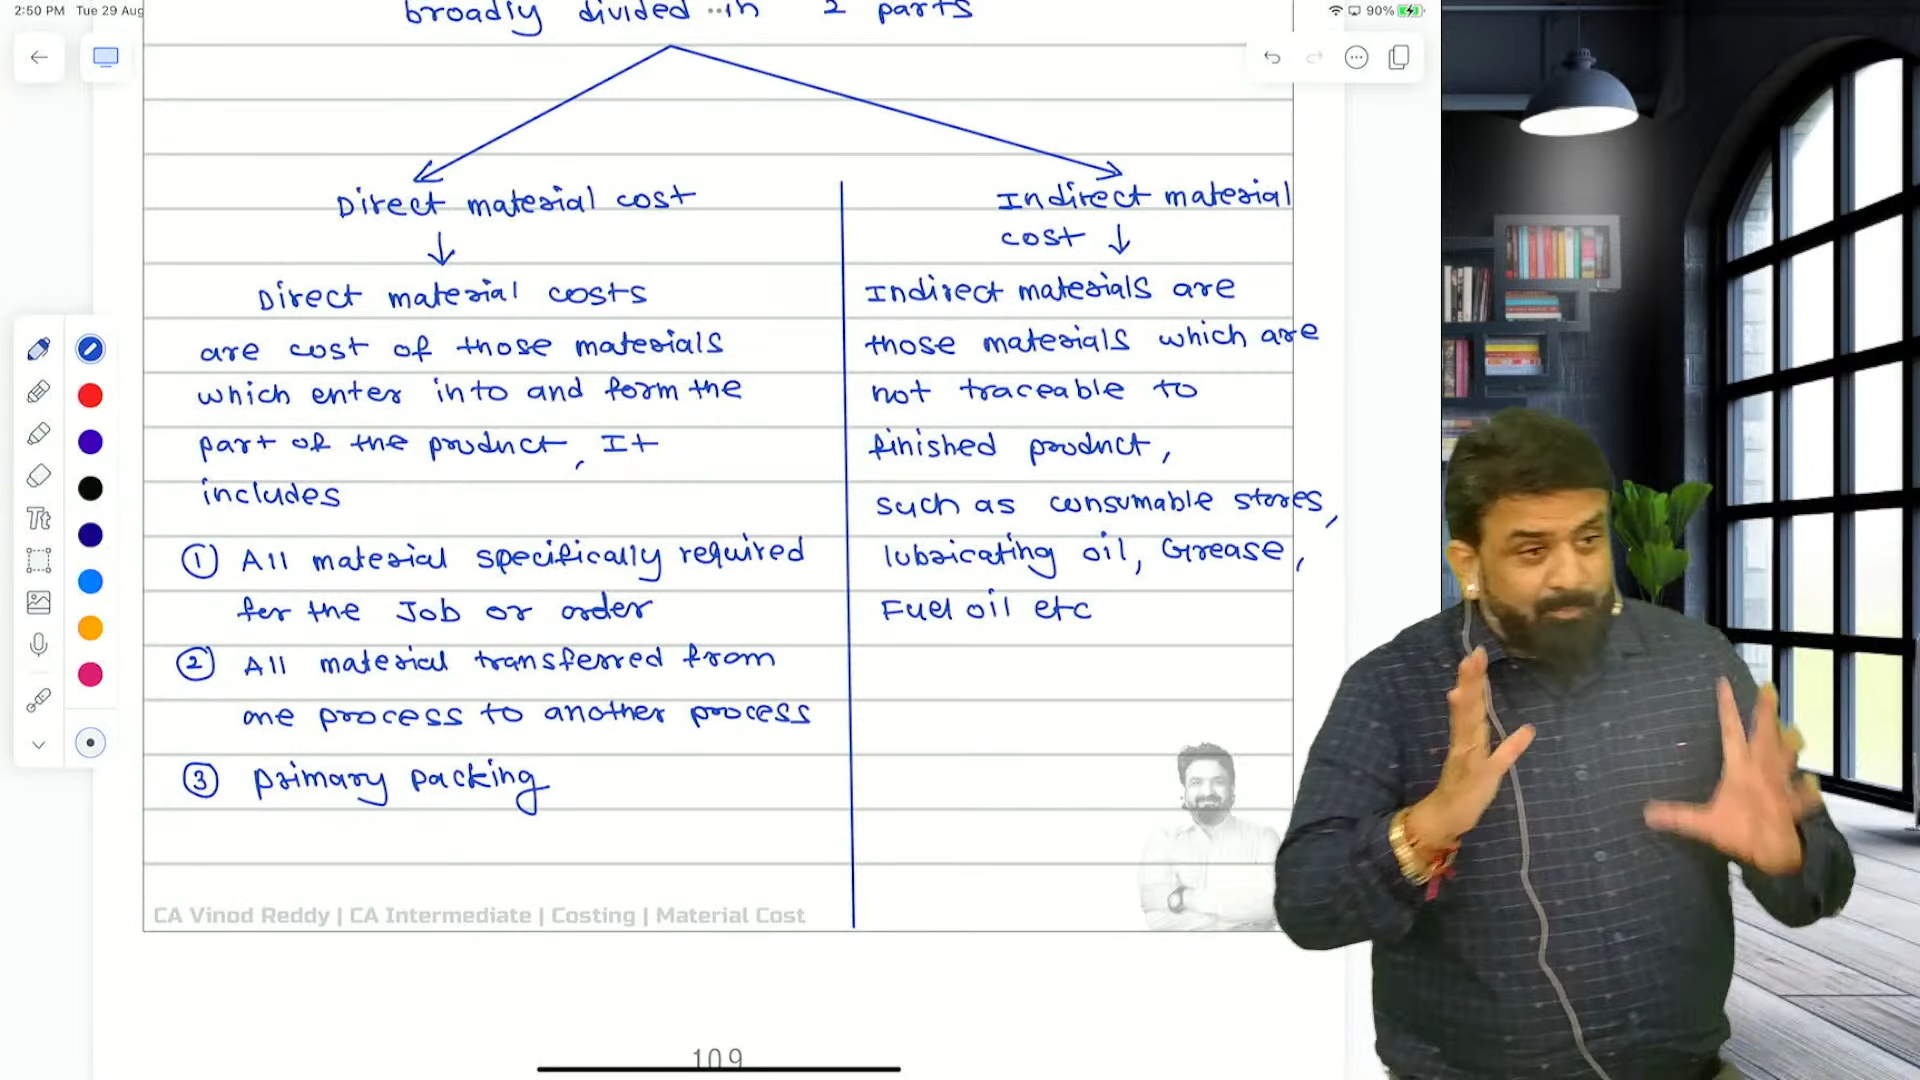 2:50 PM Tue 29 Aug
90%
broadly divided in 2 parts
Direct material cost
Direct material costs
are cost of those materials
which enter into and form the
part of the product, It
includes
① All material specifically required
for the Job or order
② All material transferred from
one process to another process
③ primary packing
Indirect material
cost
Indirect materials are
those materials which are
not traceable to
finished product,
such as consumable stores,
lubricating oil, Grease,
Fuel oil etc
Tt
CA Vinod Reddy | CA Intermediate | Costing | Material Cost
109